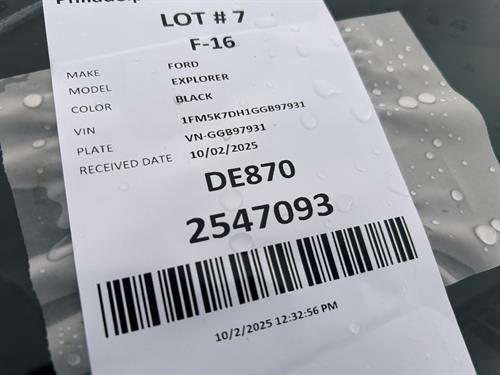 LOT # 7
F-16
MAKE FORD
MODEL EXPLORER
COLOR BLACK
VIN 1FM5K7DH1GGB97931
PLATE VN-GGB97931
RECEIVED DATE 10/02/2025
DE870
2547093
10/2/2025 12:32:56 PM